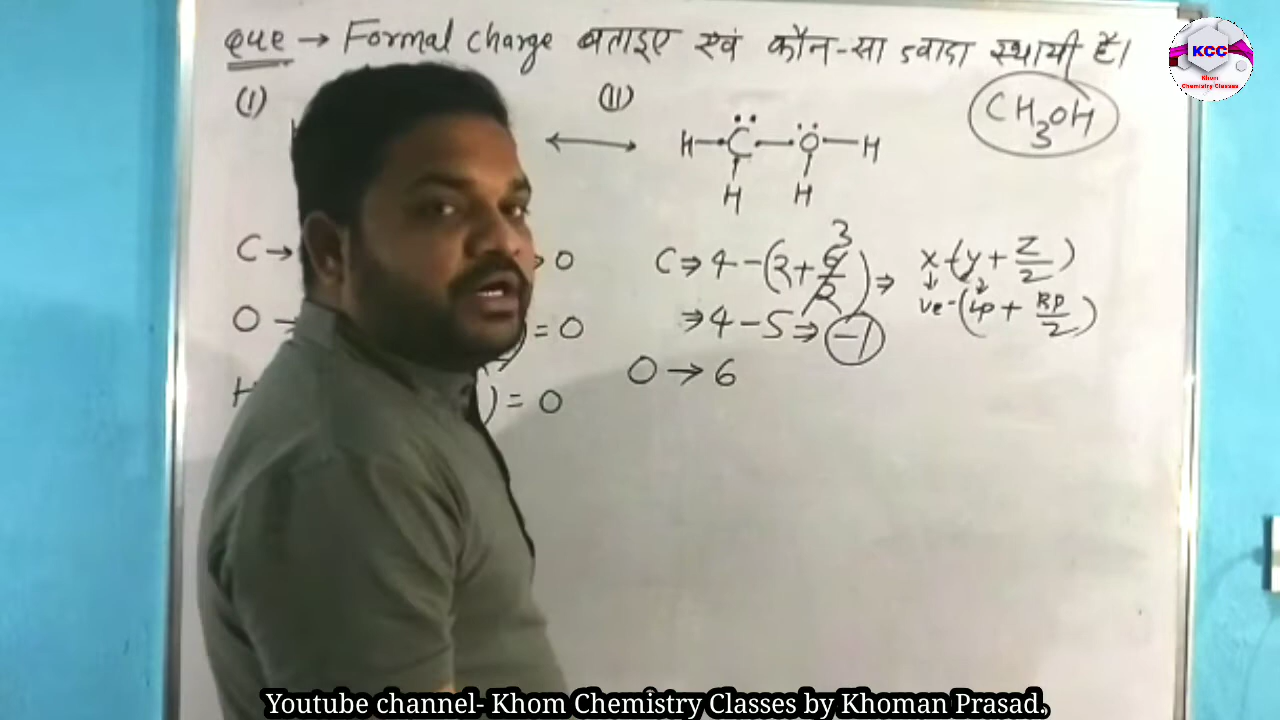 Que → Formal charge बताइए एवं कौन-सा ज्यादा स्थायी है।
(I) (II) CH3OH
H ↔ H–C–O–H
H H
C→ → 0 C ⇒ 4-(2+6/2) ⇒ 3 x-(y+z/2)
⇒ 4-5 ⇒ -1 ve-(lp+BP/2)
O→ ) = 0
O → 6
H ) = 0
KCC
Khom
Chemistry Classes
Youtube channel- Khom Chemistry Classes by Khoman Prasad.